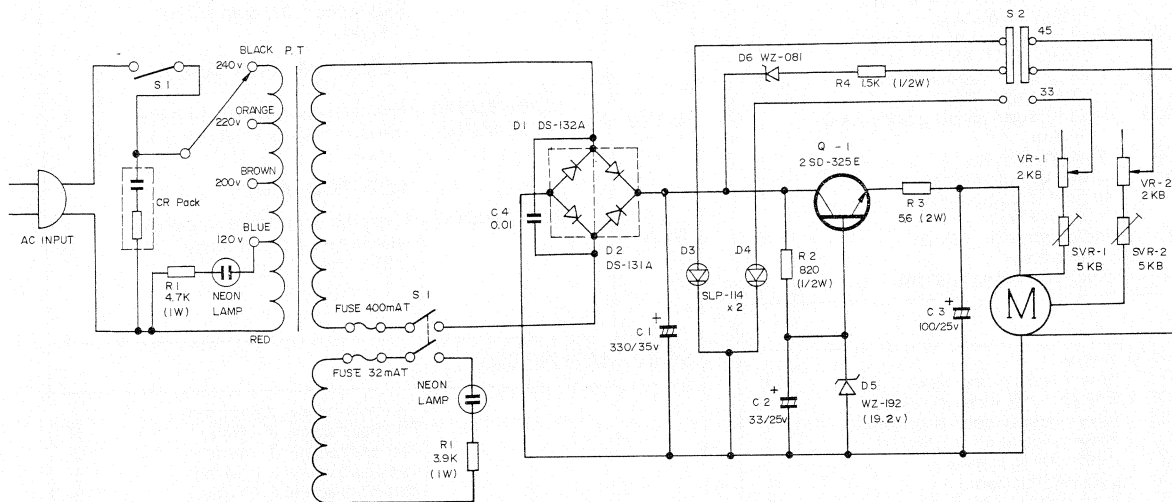 S 2
BLACK P. T
240v
S 1
ORANGE
220v
BROWN
200v
CR Pack
AC INPUT
BLUE
120v
R 1
4.7K
(1W)
NEON
LAMP
RED
FUSE 400mAT
S 1
FUSE 32mAT
NEON
LAMP
R1
3.9K
(1W)
D1 DS-132A
C 4
0.01
D2
DS-131A
D6 WZ-081
R4 1.5K (1/2W)
45
33
Q - 1
2SD-325E
R 3
56 (2W)
VR-1
2KB
VR-2
2KB
SVR-1
5KB
SVR-2
5KB
D3
D4
SLP-114
x 2
R 2
820
(1/2W)
C 1
330/35v
+
C 2
33/25v
+
D5
WZ-192
(19.2v)
C 3
100/25v
+
M